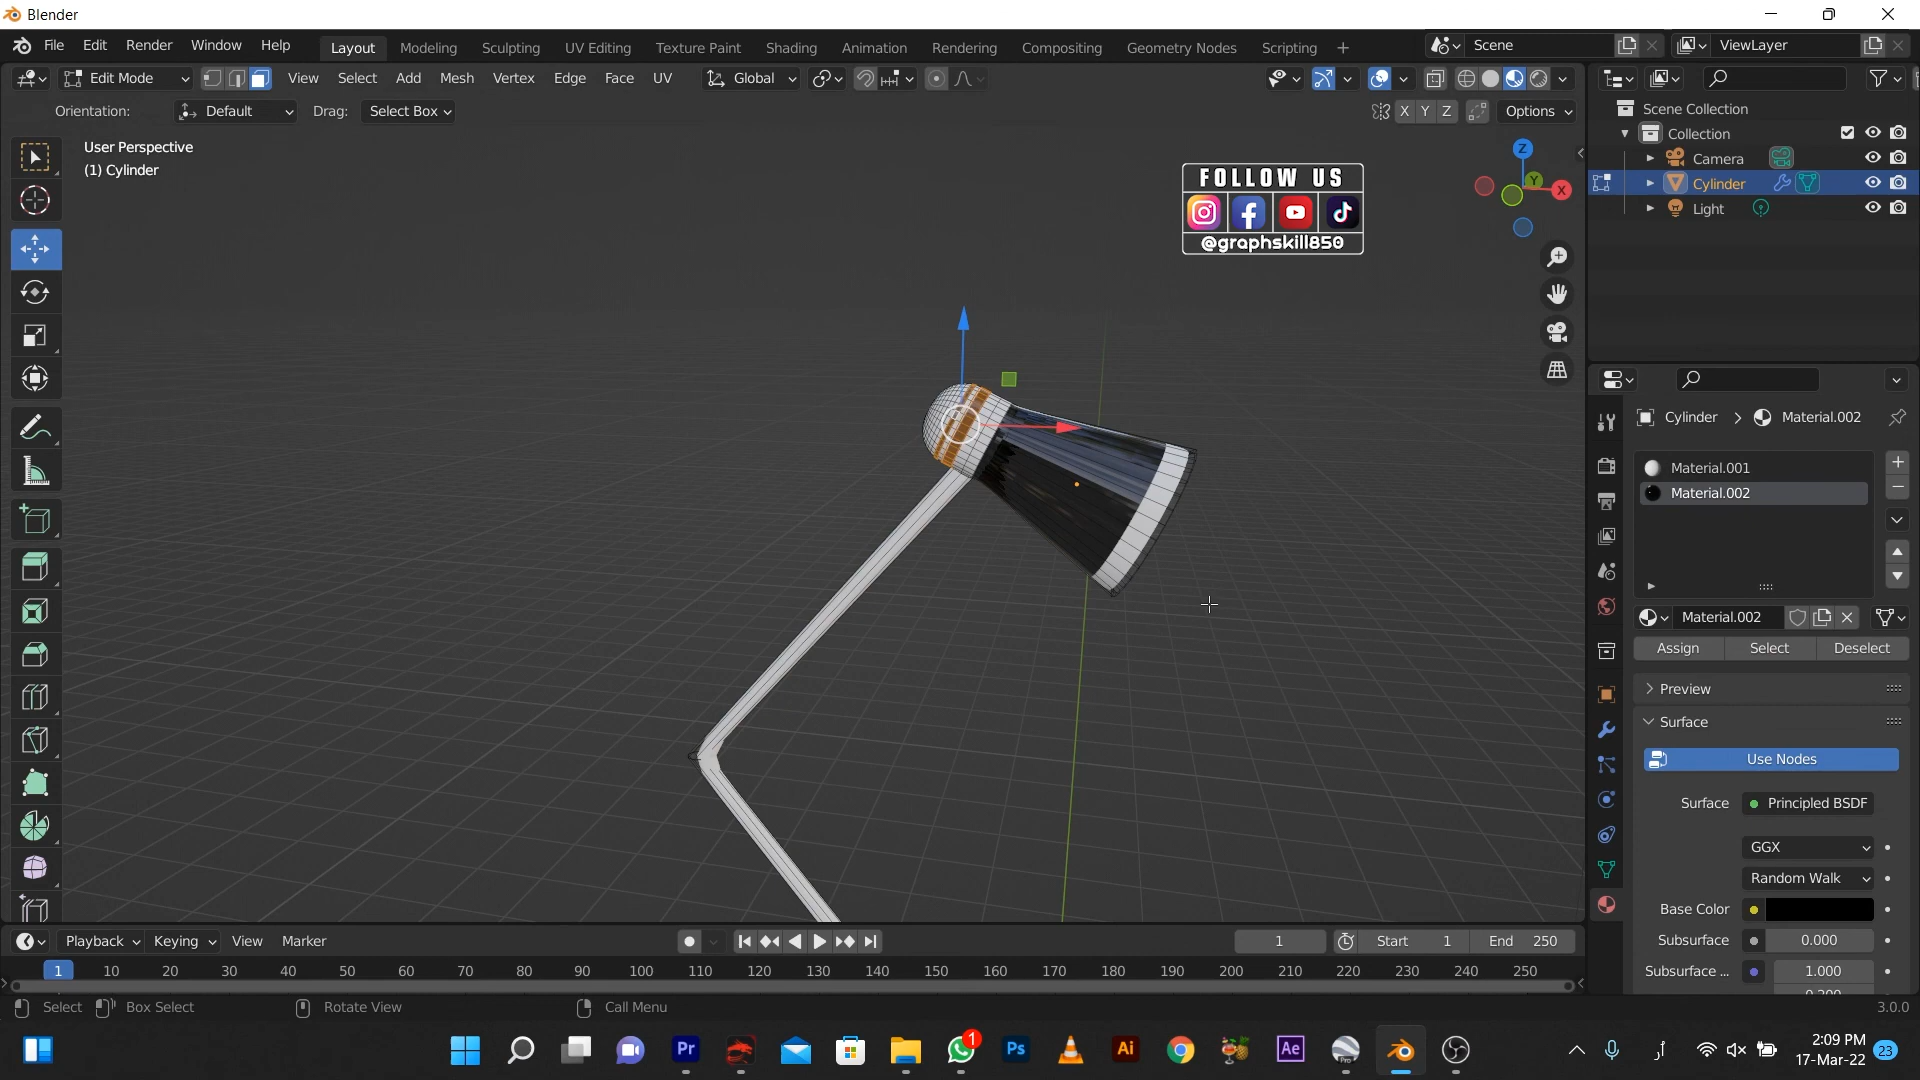 Blender
File Edit Render Window Help Layout Modeling Sculpting UV Editing Texture Paint Shading Animation Rendering Compositing Geometry Nodes Scripting + Scene ViewLayer
Edit Mode View Select Add Mesh Vertex Edge Face UV Global
Orientation: Default Drag: Select Box X Y Z Options
User Perspective
(1) Cylinder
FOLLOW US
@graphskill850
Z
Y
X
Scene Collection
Collection
Camera
Cylinder
Light
Cylinder > Material.002
Material.001
Material.002
Material.002
Assign Select Deselect
Preview
Surface
Use Nodes
Surface Principled BSDF
GGX
Random Walk
Base Color
Subsurface 0.000
Subsurface ... 1.000
Playback Keying View Marker 1 Start 1 End 250
1 10 20 30 40 50 60 70 80 90 100 110 120 130 140 150 160 170 180 190 200 210 220 230 240 250
Select Box Select Rotate View Call Menu 3.0.0
Pr 1 Ps Ai Ae
2:09 PM
17-Mar-22 23